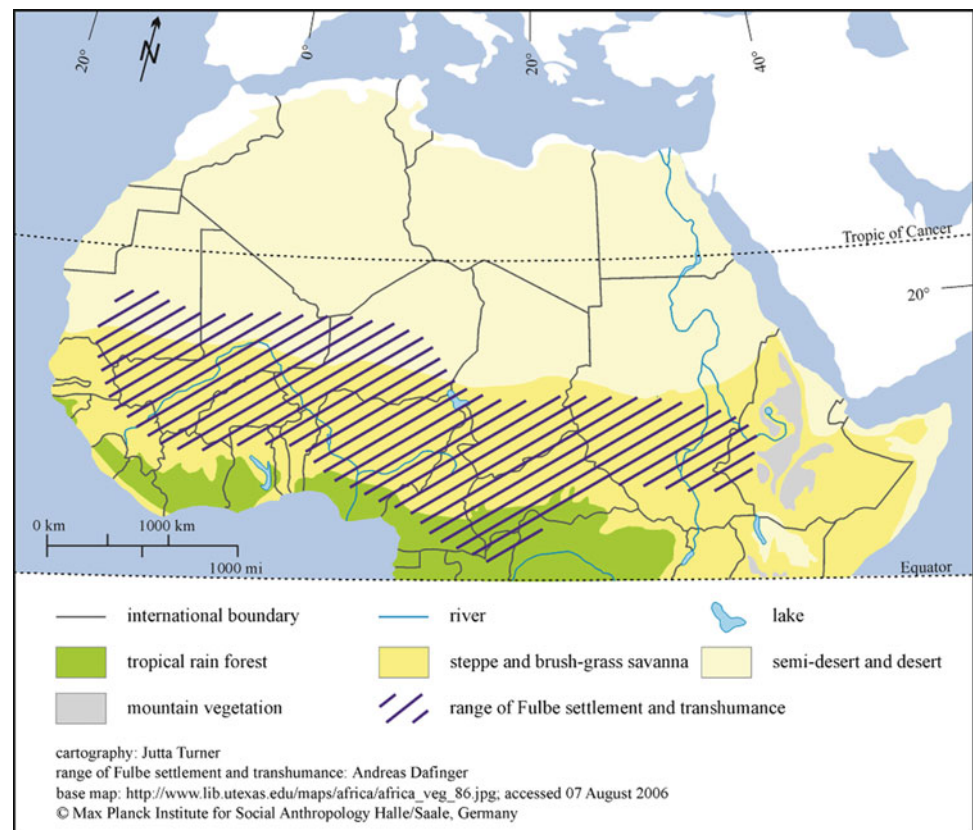 20°
N
0°
20°
40°
Tropic of Cancer
20°
0 km 1000 km
1000 mi
Equator
international boundary
river
lake
tropical rain forest
steppe and brush-grass savanna
semi-desert and desert
mountain vegetation
range of Fulbe settlement and transhumance
cartography: Jutta Turner
range of Fulbe settlement and transhumance: Andreas Dafinger
base map: http://www.lib.utexas.edu/maps/africa/africa_veg_86.jpg; accessed 07 August 2006
© Max Planck Institute for Social Anthropology Halle/Saale, Germany